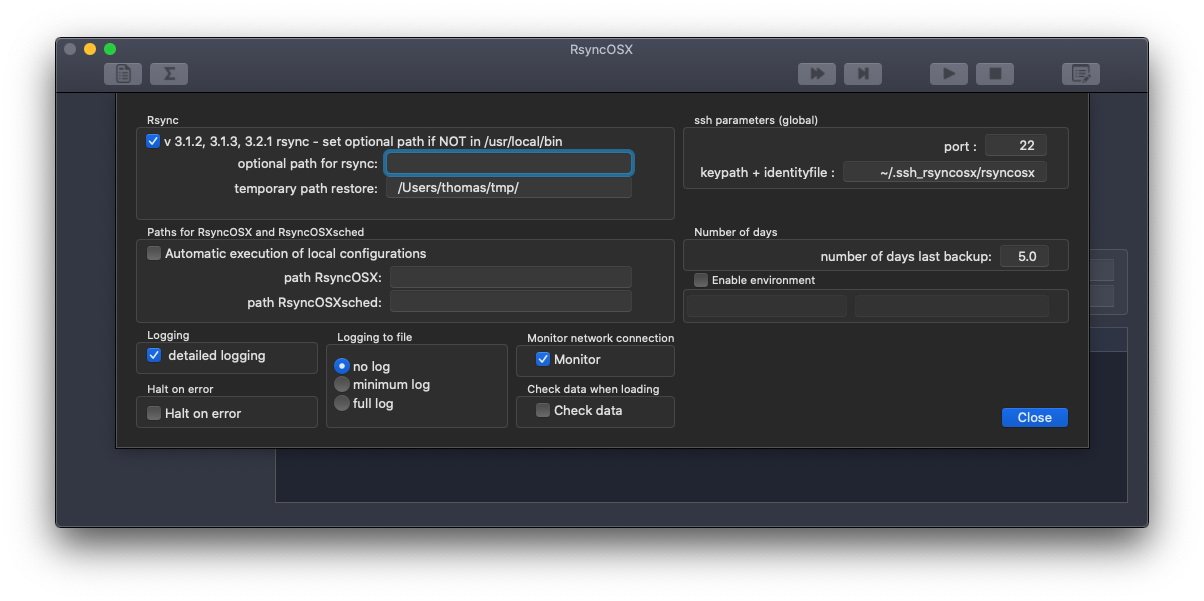 RsyncOSX
Rsync
v 3.1.2, 3.1.3, 3.2.1 rsync - set optional path if NOT in /usr/local/bin
optional path for rsync:
temporary path restore: /Users/thomas/tmp/
ssh parameters (global)
port : 22
keypath + identityfile : ~/.ssh_rsyncosx/rsyncosx
Paths for RsyncOSX and RsyncOSXsched
Automatic execution of local configurations
path RsyncOSX:
path RsyncOSXsched:
Number of days
number of days last backup: 5.0
Enable environment
Logging
detailed logging
Halt on error
Halt on error
Logging to file
no log
minimum log
full log
Monitor network connection
Monitor
Check data when loading
Check data
Close